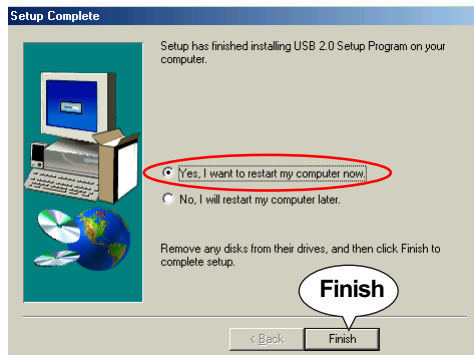 Setup Complete
Setup has finished installing USB 2.0 Setup Program on your
computer.
Yes, I want to restart my computer now.
No, I will restart my computer later.
Remove any disks from their drives, and then click Finish to
complete setup.
Finish
< Back
Finish